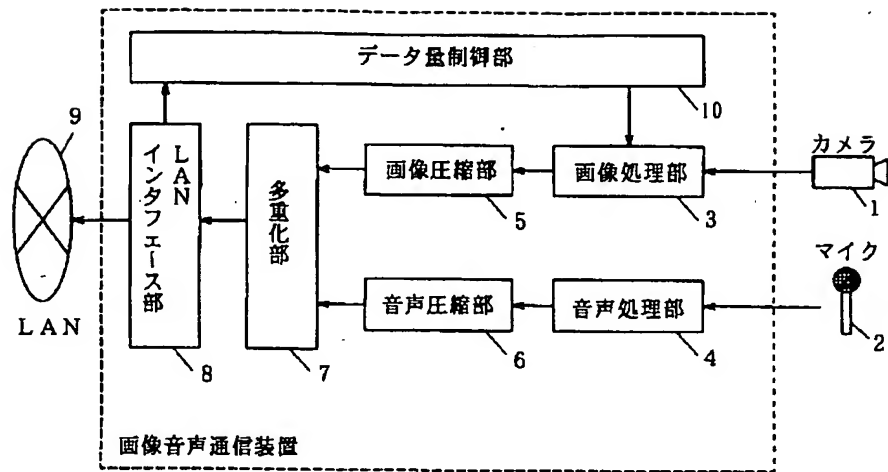 データ量制御部
10
9
LAN
インタフェース部
LAN
8
多重化部
7
画像圧縮部
5
画像処理部
3
カメラ
1
音声圧縮部
6
音声処理部
4
マイク
2
画像音声通信装置